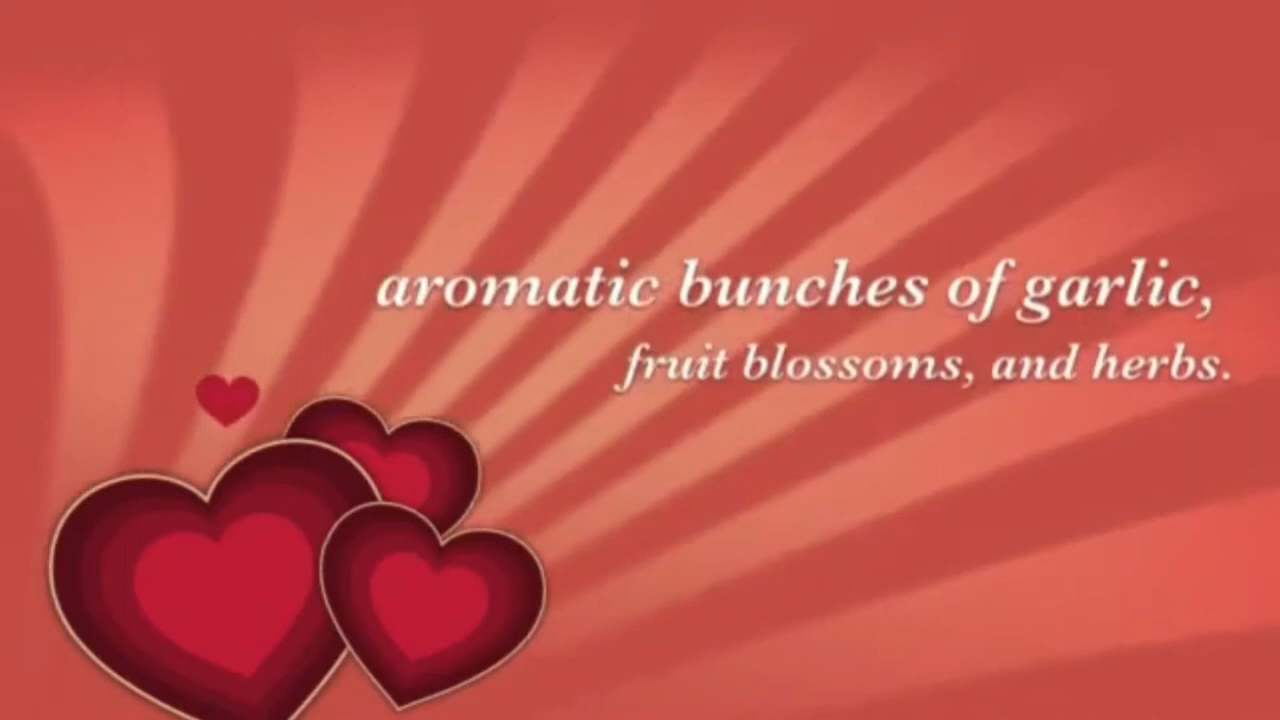 aromatic bunches of garlic,
fruit blossoms, and herbs.